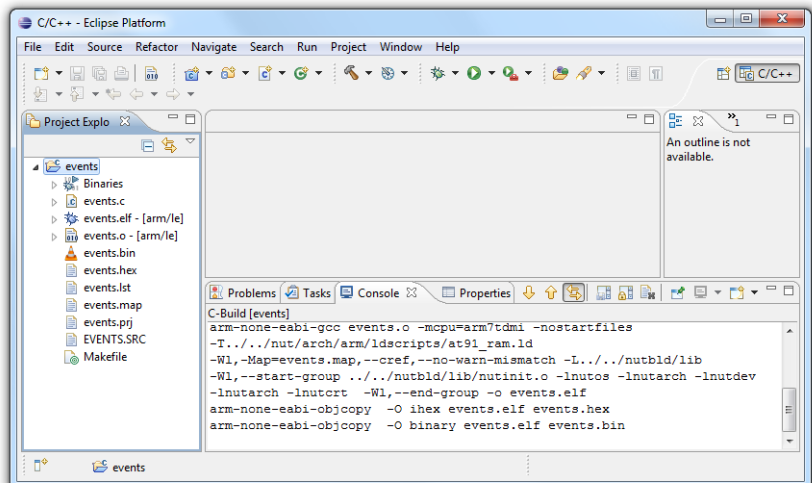 C/C++ - Eclipse Platform
File Edit Source Refactor Navigate Search Run Project Window Help
C/C++
Project Explo
events
Binaries
events.c
events.elf - [arm/le]
events.o - [arm/le]
events.bin
events.hex
events.lst
events.map
events.prj
EVENTS.SRC
Makefile
»1
An outline is not
available.
Problems Tasks Console Properties
C-Build [events]
arm-none-eabi-gcc events.o -mcpu=arm7tdmi -nostartfiles
-T../../nut/arch/arm/ldscripts/at91_ram.ld
-Wl,-Map=events.map,--cref,--no-warn-mismatch -L../../nutbld/lib
-Wl,--start-group ../../nutbld/lib/nutinit.o -lnutos -lnutarch -lnutdev
-lnutarch -lnutcrt  -Wl,--end-group -o events.elf
arm-none-eabi-objcopy  -O ihex events.elf events.hex
arm-none-eabi-objcopy  -O binary events.elf events.bin
events